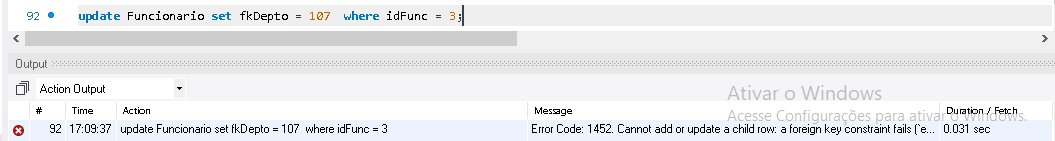 92 update Funcionario set fkDepto = 107 where idFunc = 3;
Output
Action Output
# Time Action Message Duration / Fetch
92 17:09:37 update Funcionario set fkDepto = 107 where idFunc = 3 Error Code: 1452. Cannot add or update a child row: a foreign key constraint fails (`e... 0.031 sec
Ativar o Windows
Acesse Configurações para ativar o Windows.